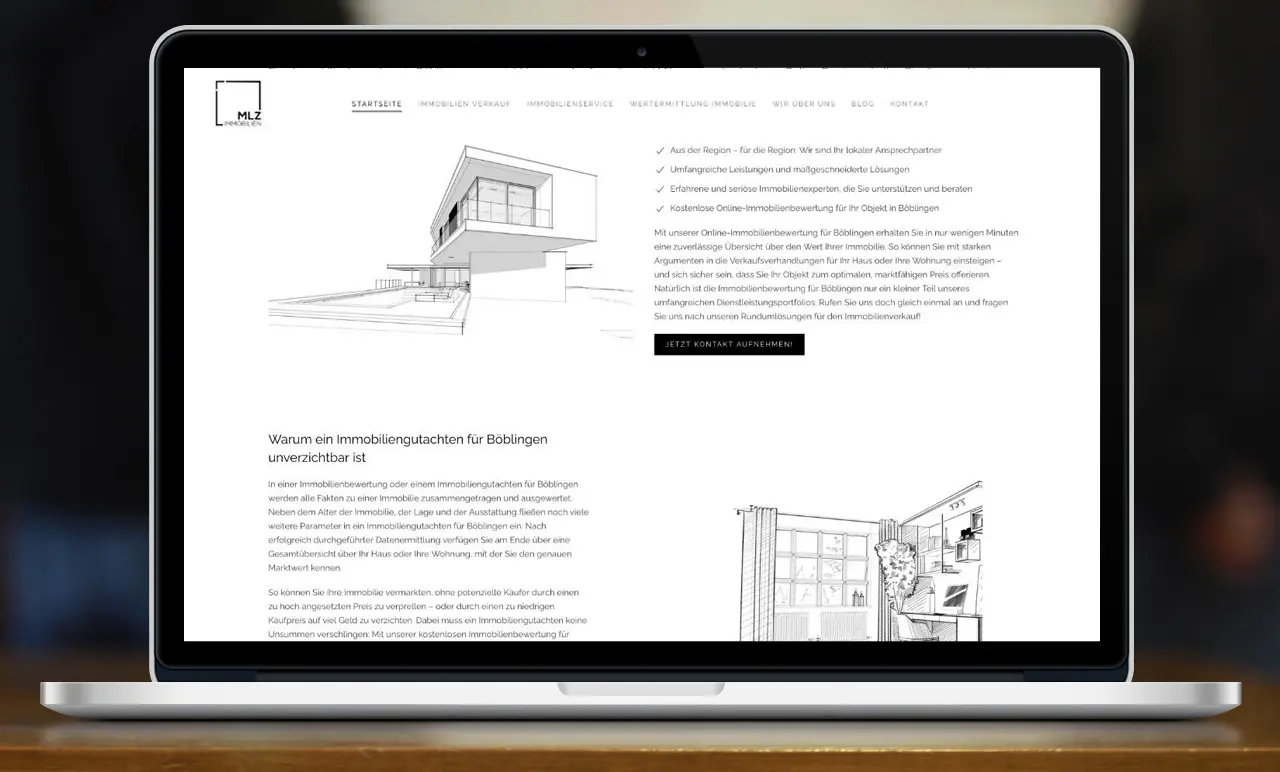 MLZ
IMMOBILIEN
STARTSEITE IMMOBILIEN VERKAUF IMMOBILIENSERVICE WERTERMITTLUNG IMMOBILIE WIR ÜBER UNS BLOG KONTAKT
Aus der Region – für die Region: Wir sind Ihr lokaler Ansprechpartner
Umfangreiche Leistungen und maßgeschneiderte Lösungen
Erfahrene und seriöse Immobilienexperten, die Sie unterstützen und beraten
Kostenlose Online-Immobilienbewertung für Ihr Objekt in Böblingen
Mit unserer Online-Immobilienbewertung für Böblingen erhalten Sie in nur wenigen Minuten
eine zuverlässige Übersicht über den Wert Ihrer Immobilie. So können Sie mit starken
Argumenten in die Verkaufsverhandlungen für Ihr Haus oder Ihre Wohnung einsteigen –
und sich sicher sein, dass Sie Ihr Objekt zum optimalen, marktfähigen Preis offerieren.
Natürlich ist die Immobilienbewertung für Böblingen nur ein kleiner Teil unseres
umfangreichen Dienstleistungsportfolios. Rufen Sie uns doch gleich einmal an und fragen
Sie uns nach unseren Rundumlösungen für den Immobilienverkauf!
JETZT KONTAKT AUFNEHMEN!
Warum ein Immobiliengutachten für Böblingen
unverzichtbar ist
In einer Immobilienbewertung oder einem Immobiliengutachten für Böblingen
werden alle Fakten zu einer Immobilie zusammengetragen und ausgewertet.
Neben dem Alter der Immobilie, der Lage und der Ausstattung fließen noch viele
weitere Parameter in ein Immobiliengutachten für Böblingen ein. Nach
erfolgreich durchgeführter Datenermittlung verfügen Sie am Ende über eine
Gesamtübersicht über Ihr Haus oder Ihre Wohnung, mit der Sie den genauen
Marktwert kennen.
So können Sie Ihre Immobilie vermarkten, ohne potenzielle Käufer durch einen
zu hoch angesetzten Preis zu verprellen – oder durch einen zu niedrigen
Kaufpreis auf viel Geld zu verzichten. Dabei muss ein Immobiliengutachten keine
Unsummen verschlingen: Mit unserer kostenlosen Immobilienbewertung für